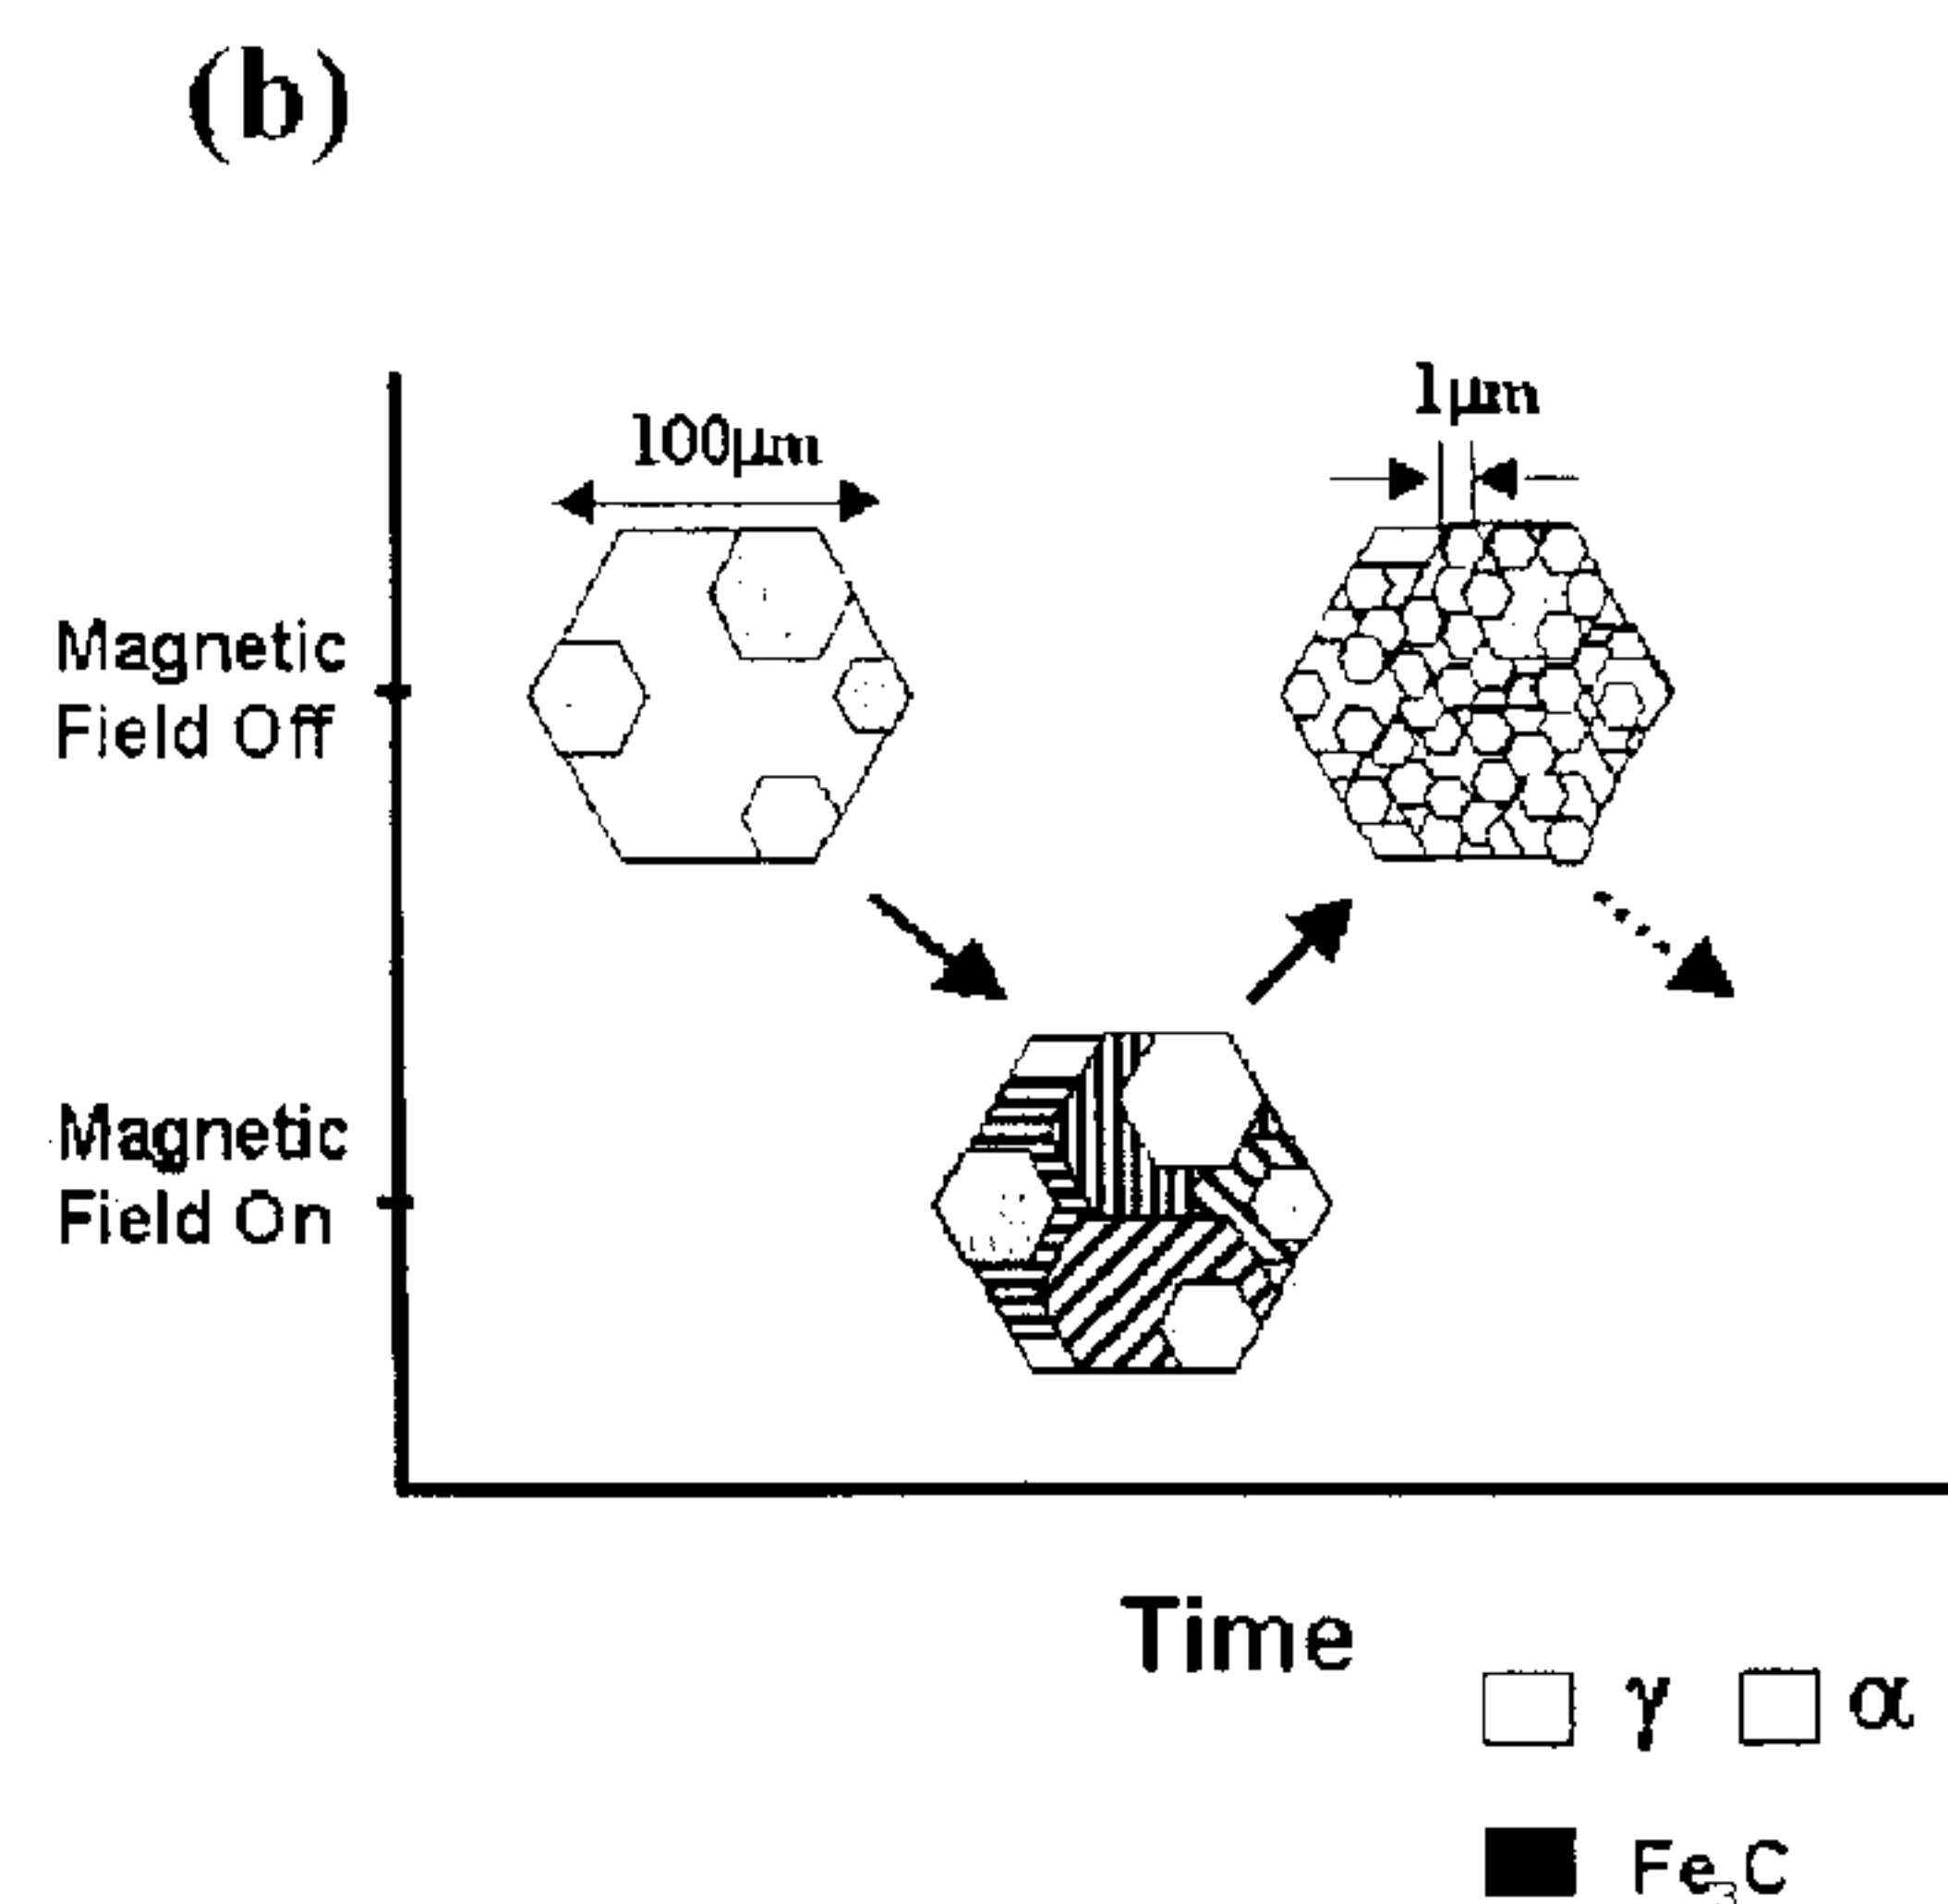 (b)
100μm
1μm
Magnetic
Field Off
Magnetic
Field On
Time
γ α
Fe₃C